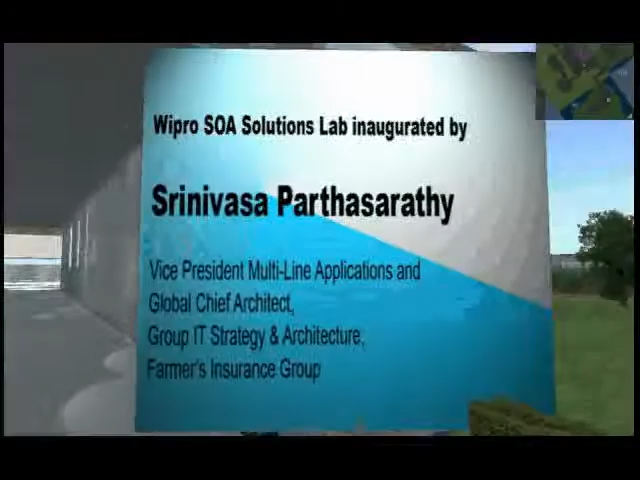 Wipro SOA Solutions Lab inaugurated by
Srinivasa Parthasarathy
Vice President Multi-Line Applications and
Global Chief Architect,
Group IT Strategy & Architecture,
Farmer's Insurance Group